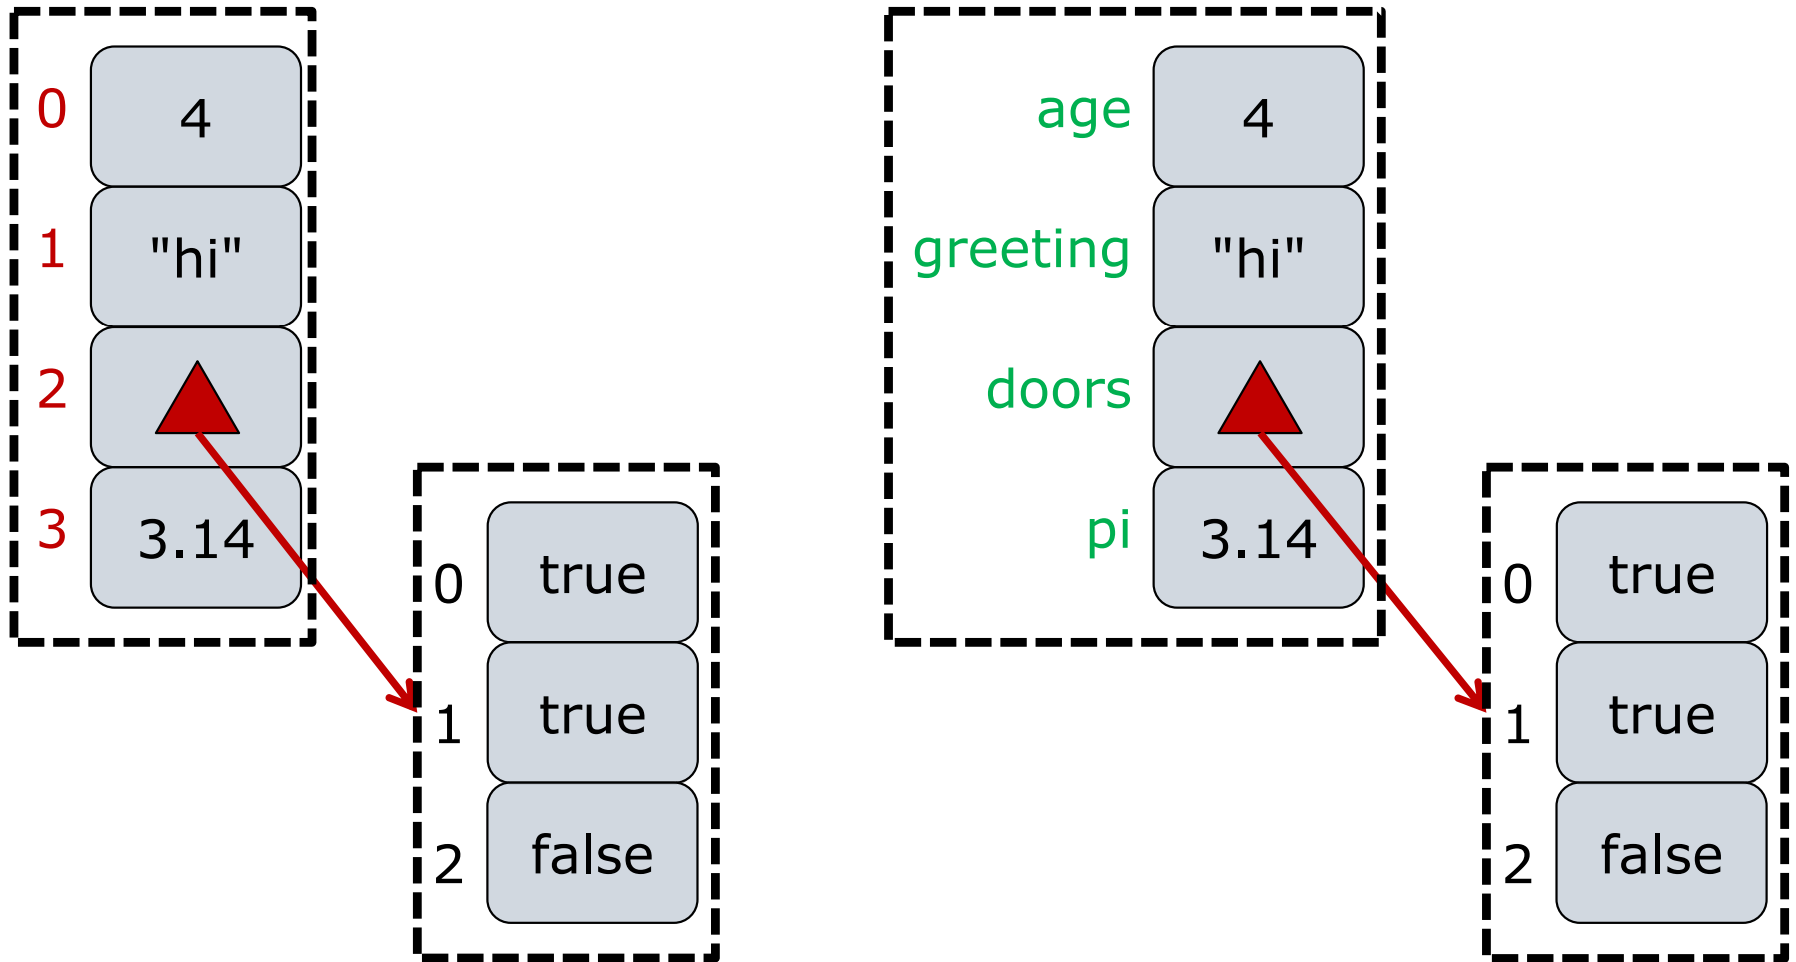 0 4
1 "hi"
2
3 3.14
0 true
1 true
2 false
age 4
greeting "hi"
doors
pi 3.14
0 true
1 true
2 false